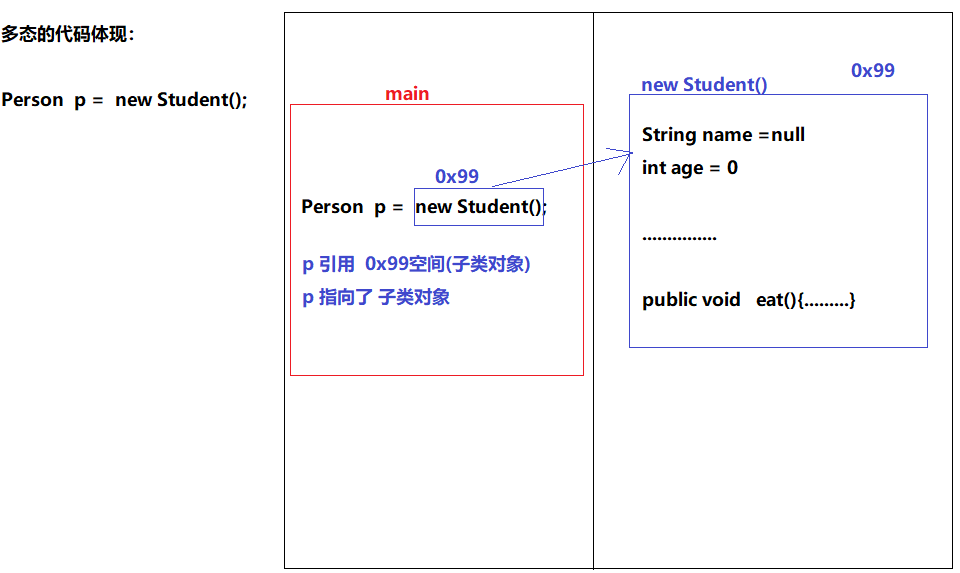 多态的代码体现：
Person p = new Student();
main
0x99
Person p = new Student();
p 引用 0x99空间(子类对象)
p 指向了 子类对象
new Student()
0x99
String name =null
int age = 0
...............
public void eat(){.........}